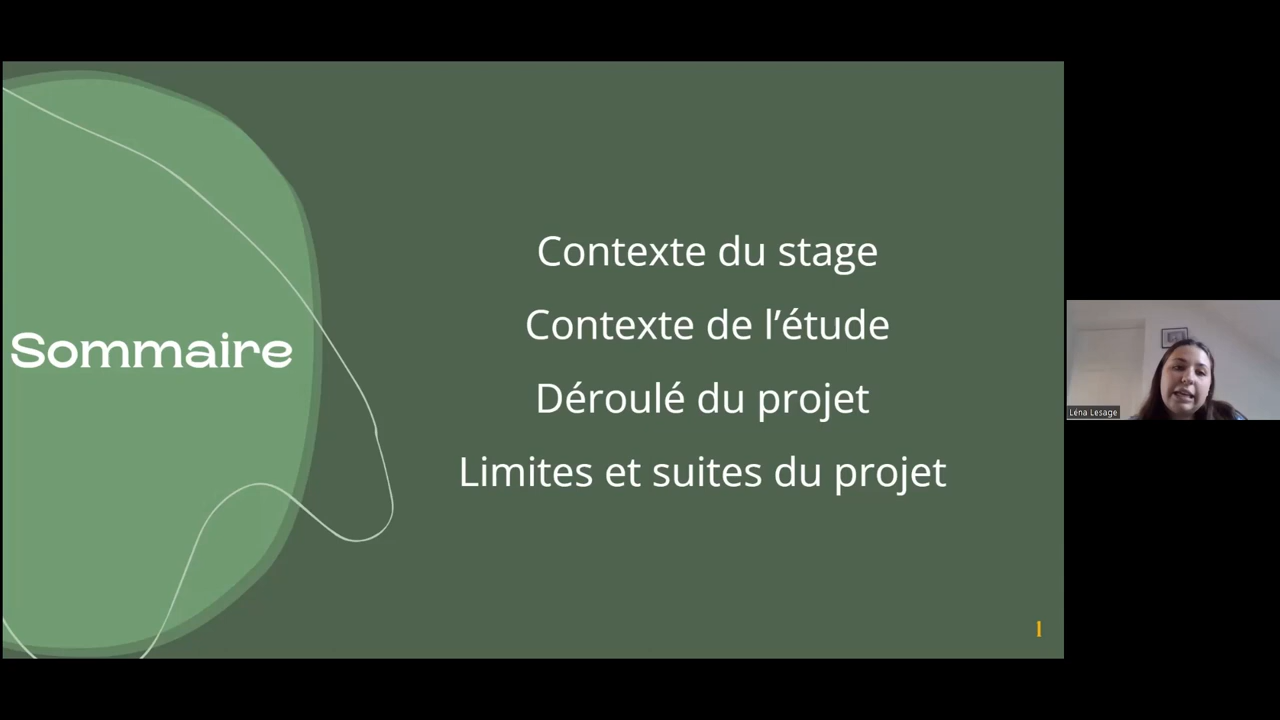 Sommaire
Contexte du stage
Contexte de l’étude
Déroulé du projet
Limites et suites du projet
1
Léna Lesage